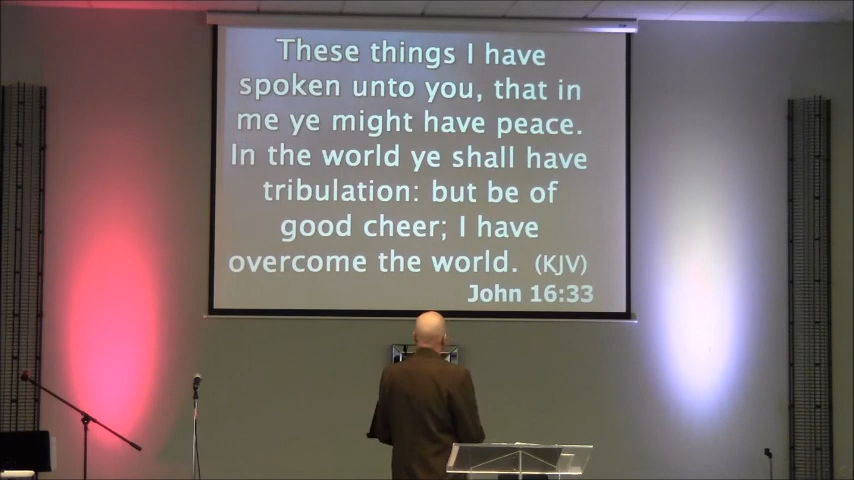 These things I have
spoken unto you, that in
me ye might have peace.
In the world ye shall have
tribulation: but be of
good cheer; I have
overcome the world. (KJV)
John 16:33